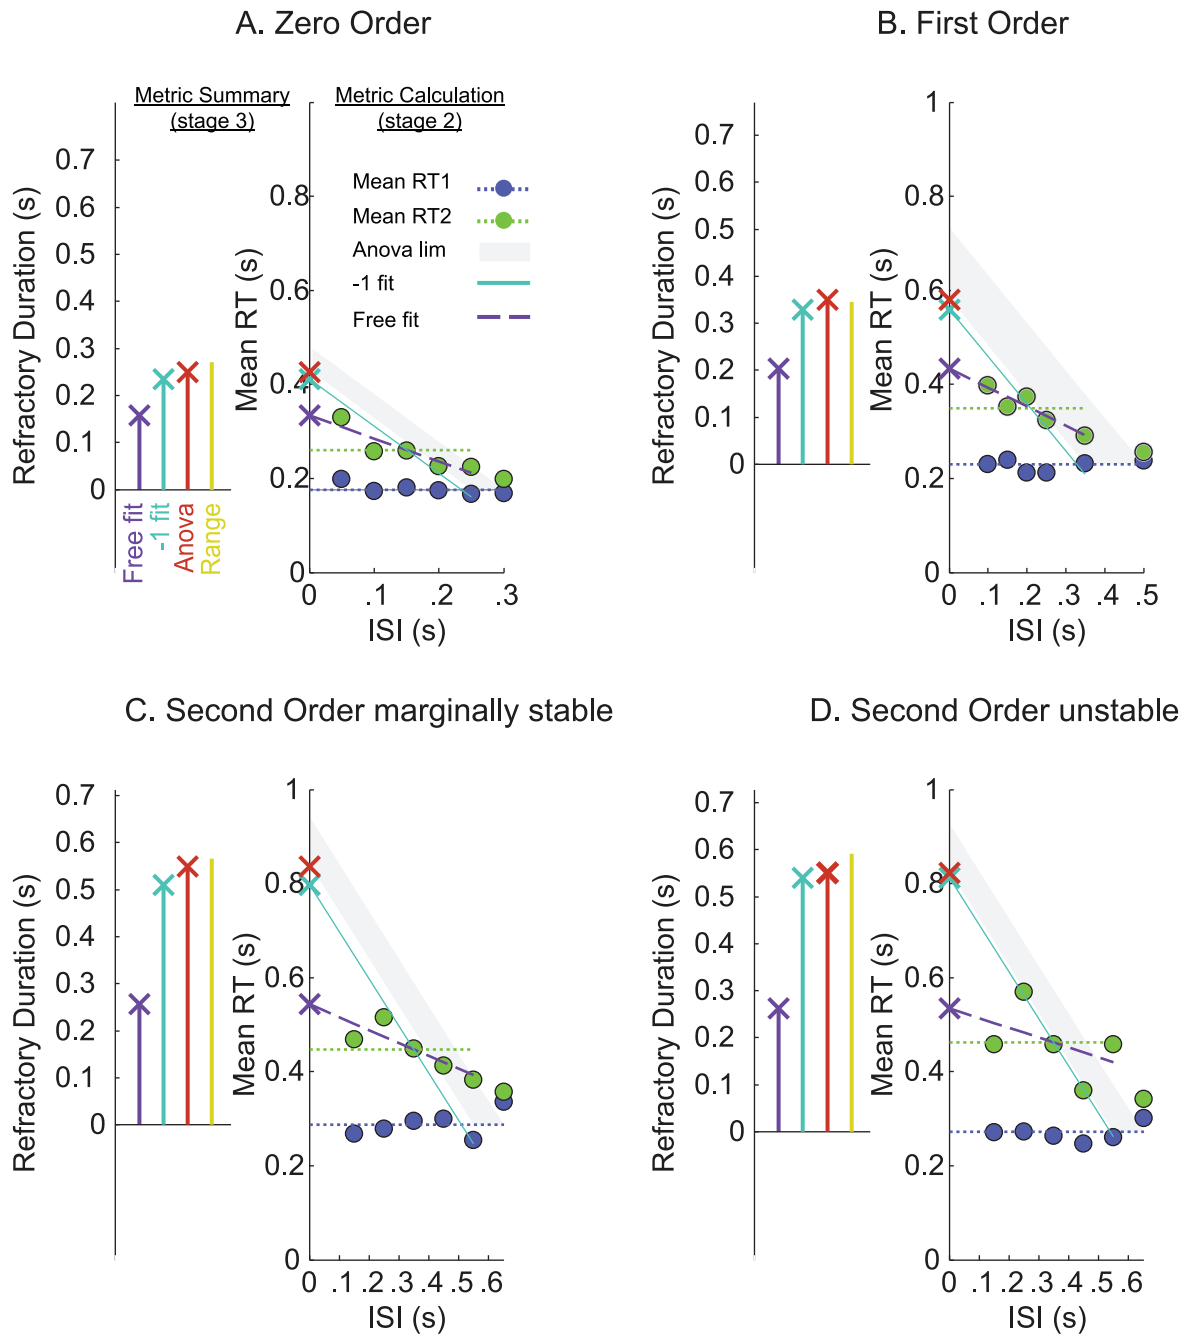 A. Zero Order
B. First Order
Metric Summary
(stage 3)
Metric Calculation
(stage 2)
Mean RT1
Mean RT2
Anova lim
-1 fit
Free fit
Refractory Duration (s)
0.7
0.6
0.5
0.4
0.3
0.2
0.1
0
Free fit
-1 fit
Anova
Range
Mean RT (s)
1
0.8
0.6
0.4
0.2
0
0
.1
.2
.3
ISI (s)
Refractory Duration (s)
0.7
0.6
0.5
0.4
0.3
0.2
0.1
0
Mean RT (s)
1
0.8
0.6
0.4
0.2
0
0
.1
.2
.3
.4
.5
ISI (s)
C. Second Order marginally stable
D. Second Order unstable
Refractory Duration (s)
0.7
0.6
0.5
0.4
0.3
0.2
0.1
0
Mean RT (s)
1
0.8
0.6
0.4
0.2
0
0
.1
.2
.3
.4
.5
.6
ISI (s)
Refractory Duration (s)
0.7
0.6
0.5
0.4
0.3
0.2
0.1
0
Mean RT (s)
1
0.8
0.6
0.4
0.2
0
0
.1
.2
.3
.4
.5
.6
ISI (s)